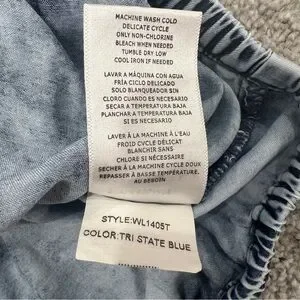 MACHINE WASH COLD
DELICATE CYCLE
ONLY NON-CHLORINE
BLEACH WHEN NEEDED
TUMBLE DRY LOW
COOL IRON IF NEEDED
LAVAR A MÁQUINA CON AGUA
FRÍA CICLO DELICADO
SOLO BLANQUEADOR SIN
CLORO CUANDO ES NECESARIO
SECAR A TEMPERATURA BAJA
PLANCHAR A TEMPERATURA BAJA
SI ES NECESARIO
LAVER À LA MACHINE À L'EAU
FROID CYCLE DÉLICAT
BLANCHIR SANS
CHLORE SI NÉCESSAIRE
SECHER À LA MACHINE CYCLE DOUX
REPASSER À BASSE TEMPÉRATURE.
AU BESOIN
STYLE:WL1405T
COLOR:TRI STATE BLUE